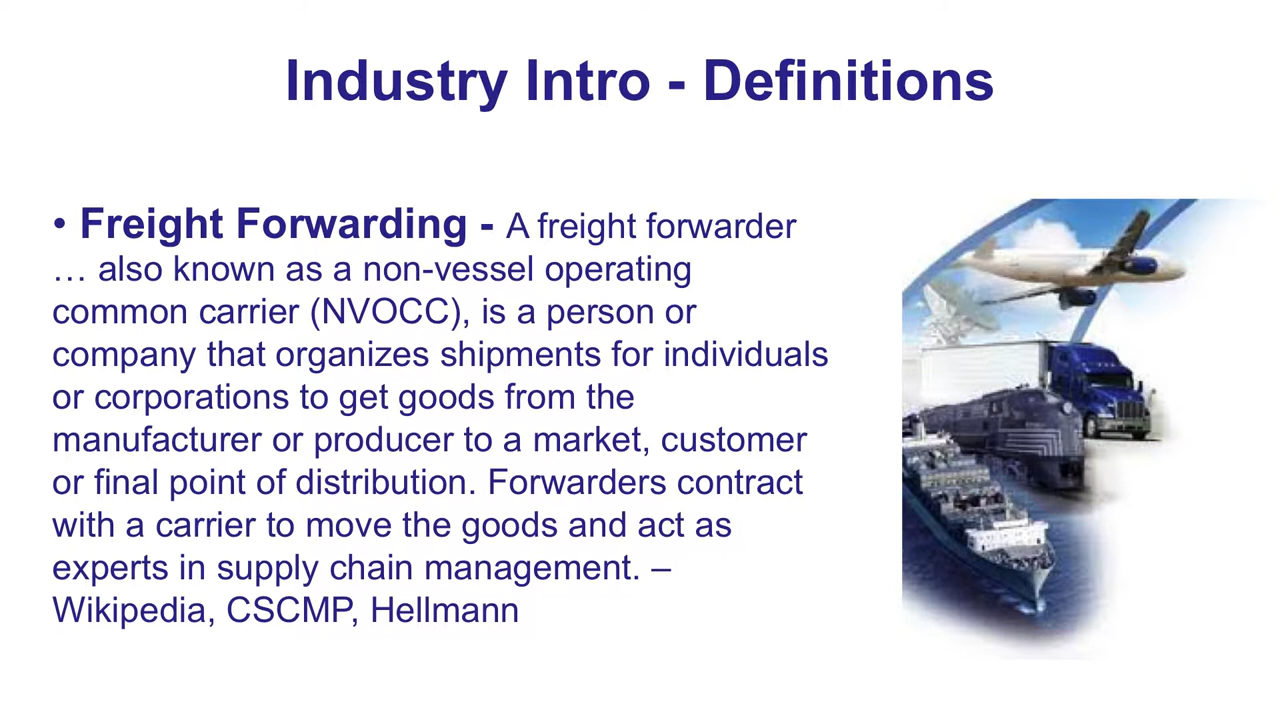 Industry Intro - Definitions
• Freight Forwarding - A freight forwarder
… also known as a non-vessel operating
common carrier (NVOCC), is a person or
company that organizes shipments for individuals
or corporations to get goods from the
manufacturer or producer to a market, customer
or final point of distribution. Forwarders contract
with a carrier to move the goods and act as
experts in supply chain management. –
Wikipedia, CSCMP, Hellmann